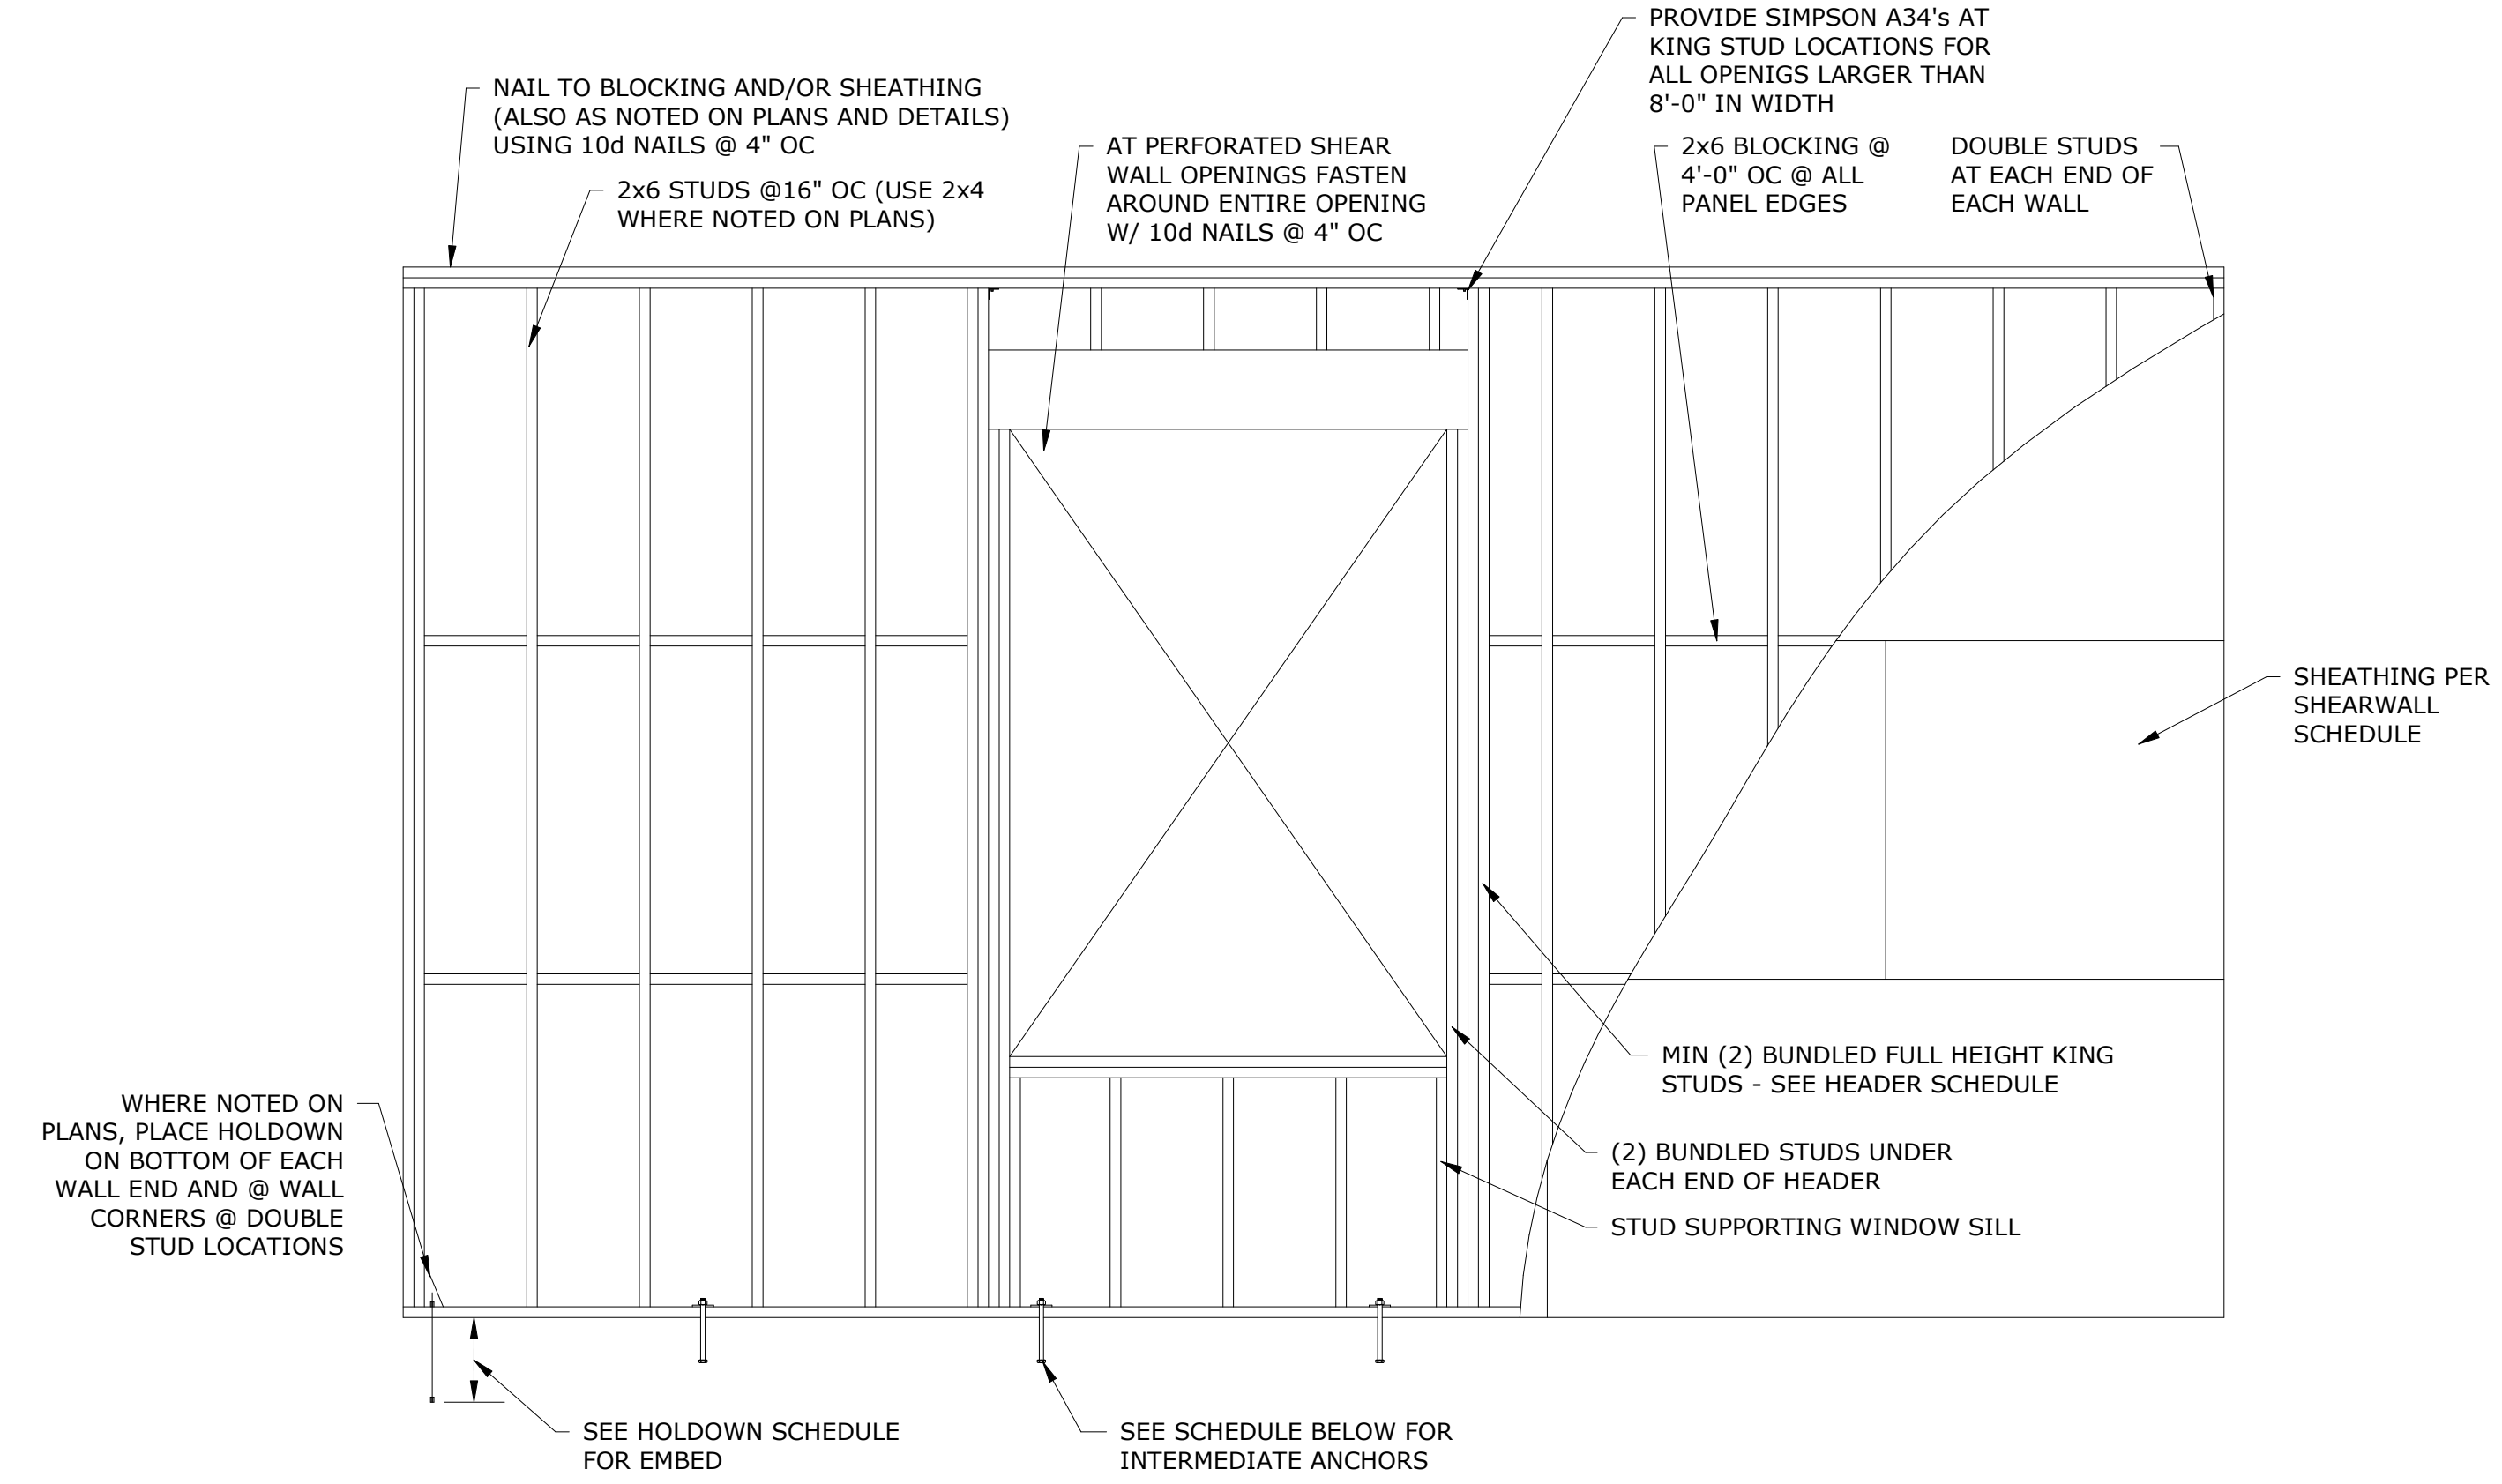 PROVIDE SIMPSON A34's AT
KING STUD LOCATIONS FOR
ALL OPENIGS LARGER THAN
8'-0" IN WIDTH
NAIL TO BLOCKING AND/OR SHEATHING
(ALSO AS NOTED ON PLANS AND DETAILS)
USING 10d NAILS @ 4" OC
AT PERFORATED SHEAR
WALL OPENINGS FASTEN
AROUND ENTIRE OPENING
W/ 10d NAILS @ 4" OC
2x6 BLOCKING @
4'-0" OC @ ALL
PANEL EDGES
DOUBLE STUDS
AT EACH END OF
EACH WALL
2x6 STUDS @16" OC (USE 2x4
WHERE NOTED ON PLANS)
SHEATHING PER
SHEARWALL
SCHEDULE
MIN (2) BUNDLED FULL HEIGHT KING
STUDS - SEE HEADER SCHEDULE
WHERE NOTED ON
PLANS, PLACE HOLDOWN
ON BOTTOM OF EACH
WALL END AND @ WALL
CORNERS @ DOUBLE
STUD LOCATIONS
(2) BUNDLED STUDS UNDER
EACH END OF HEADER
STUD SUPPORTING WINDOW SILL
SEE HOLDOWN SCHEDULE
FOR EMBED
SEE SCHEDULE BELOW FOR
INTERMEDIATE ANCHORS